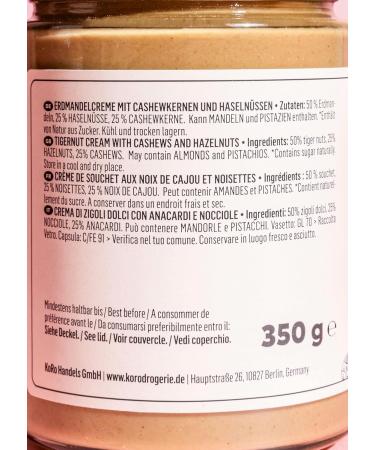 DE ERDMANDELCREME MIT CASHEWKERNEN UND HASELNÜSSEN • Zutaten: 50 % Erdman-
deln, 25 % HASELNÜSSE, 25 % CASHEWKERNE. Kann MANDELN und PISTAZIEN enthalten. *Enthält
von Natur aus Zucker. Kühl und trocken lagern.
TIGERNUT CREAM WITH CASHEWS AND HAZELNUTS • Ingredients: 50% tiger nuts, 25%
HAZELNUTS, 25% CASHEWS. May contain ALMONDS and PISTACHIOS. *Contains sugar naturally.
Store in a cool and dry place.
CRÈME DE SOUCHET AUX NOIX DE CAJOU ET NOISETTES • Ingrédients : 50 % souchet,
25 % NOISETTES, 25 % NOIX DE CAJOU. Peut contenir AMANDES et PISTACHES. *Contient naturel-
lement du sucre. A conserver dans un endroit frais et sec.
CREMA DI ZIGOLI DOLCI CON ANACARDI E NOCCIOLE • Ingredienti: 50% zigoli dolci, 25%
NOCCIOLE, 25% ANACARDI. Può contenere MANDORLE e PISTACCHI. Vasetto: GL 70 > Raccolta
Vetro. Capsula: C/FE 91 > Verifica nel tuo comune. Conservare in luogo fresco e asciutto.
Mindestens haltbar bis / Best before / A consommer de
préférence avant le / Da consumarsi preferibilmente entro il:
Siehe Deckel. / See lid. / Voir couvercle. / Vedi coperchio.
350 g ℮
KoRo Handels GmbH | www.korodrogerie.de | Hauptstraße 26, 10827 Berlin, Germany